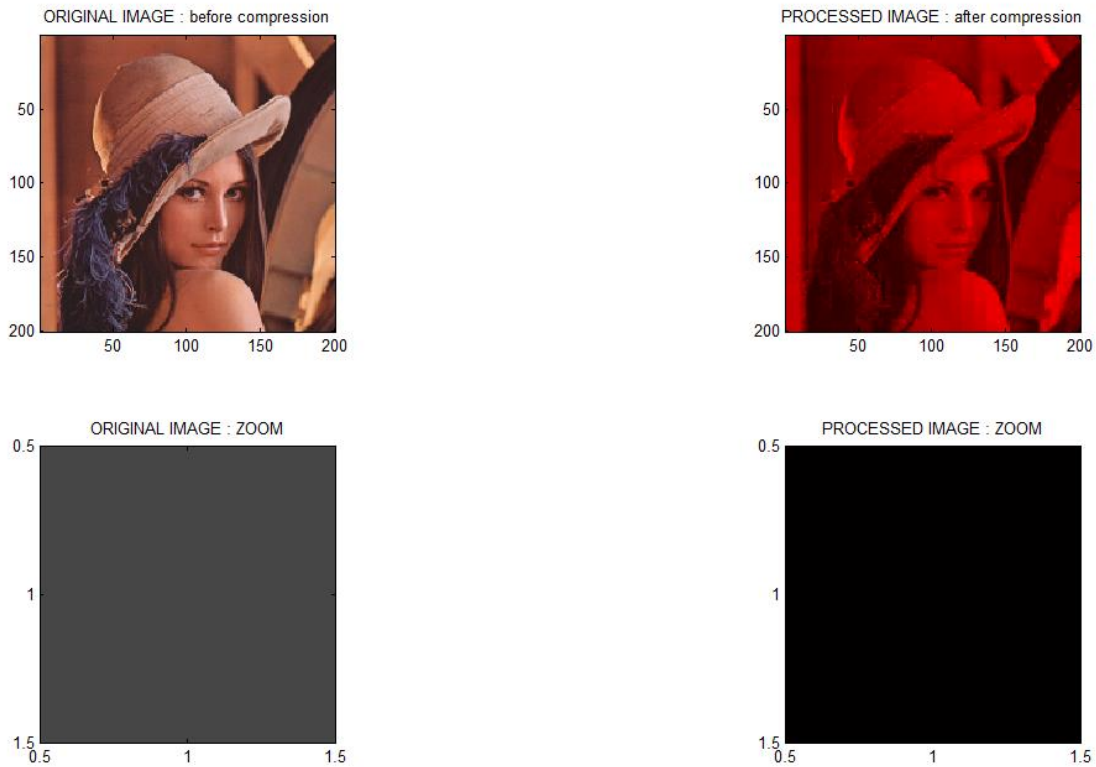 ORIGINAL IMAGE : before compression
50
100
150
200
50 100 150 200
PROCESSED IMAGE : after compression
50
100
150
200
50 100 150 200
ORIGINAL IMAGE : ZOOM
0.5
1
1.5
0.5 1 1.5
PROCESSED IMAGE : ZOOM
0.5
1
1.5
0.5 1 1.5